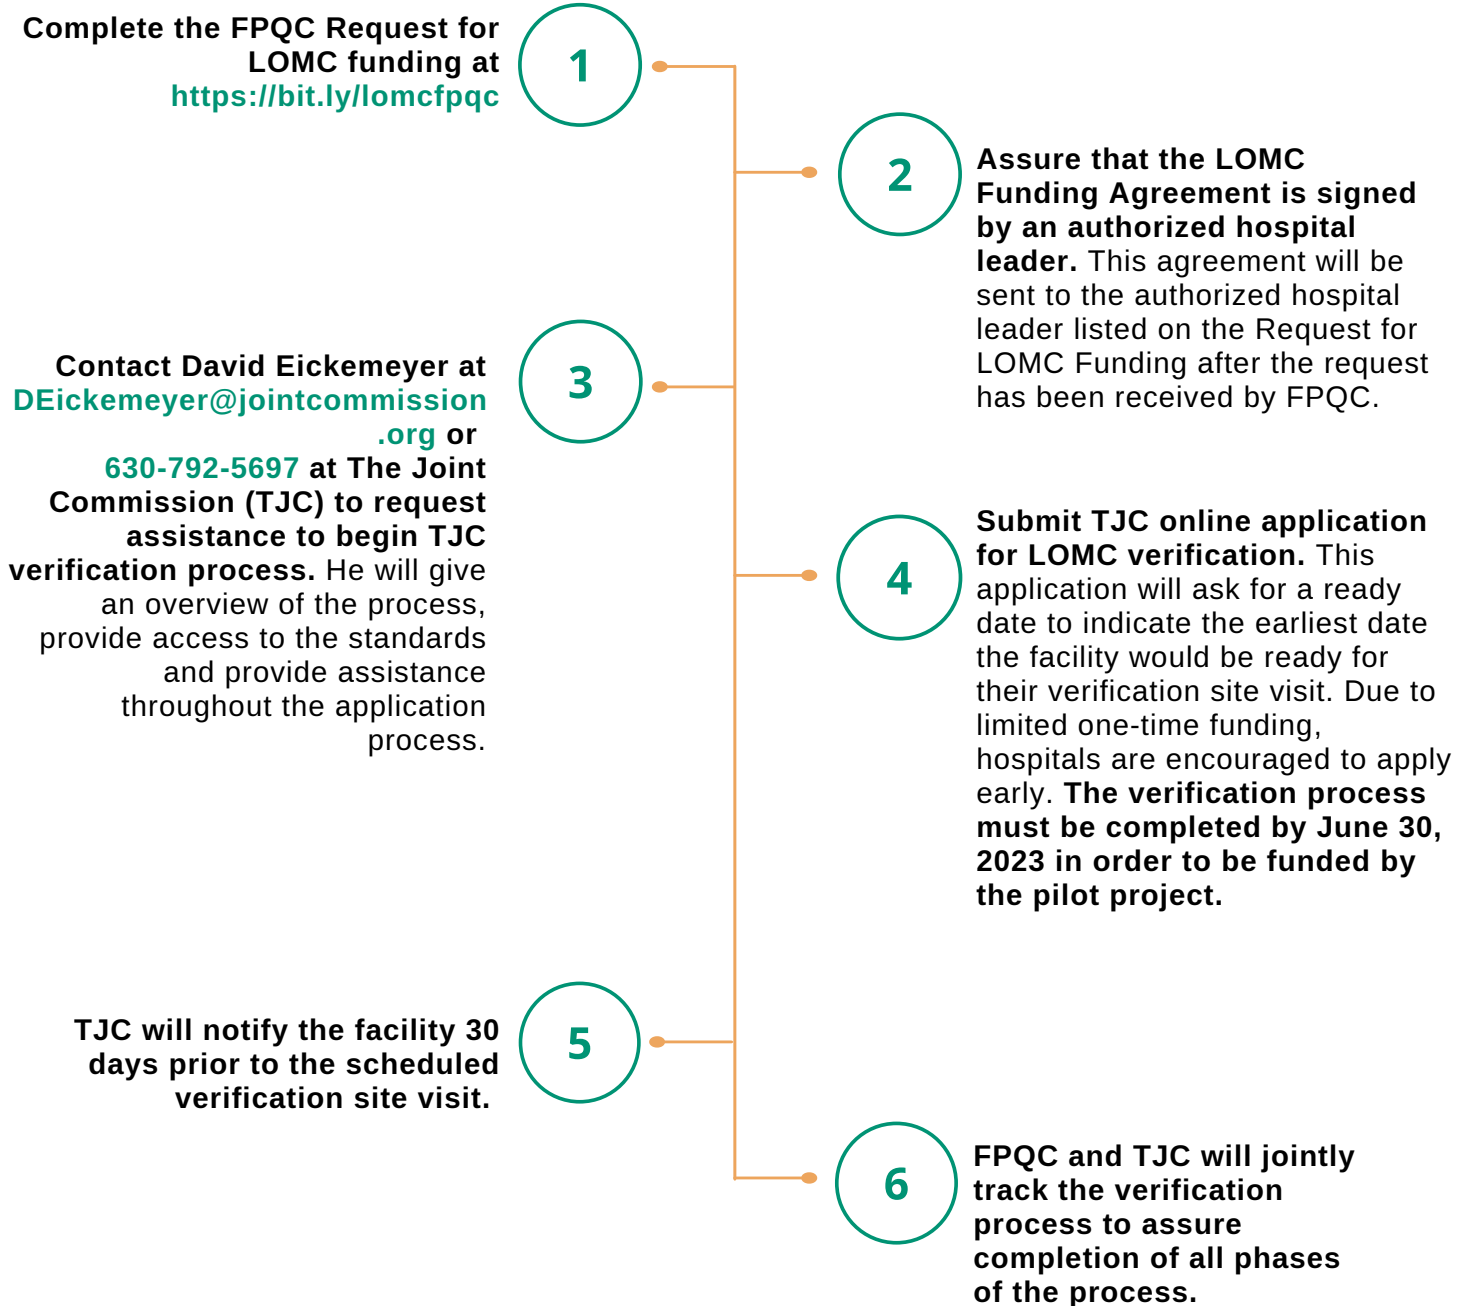 Complete the FPQC Request for
LOMC funding at
https://bit.ly/lomcfpqc
1
2
Assure that the LOMC
Funding Agreement is signed
by an authorized hospital
leader. This agreement will be
sent to the authorized hospital
leader listed on the Request for
LOMC Funding after the request
has been received by FPQC.
Contact David Eickemeyer at
DEickemeyer@jointcommission
.org or
630-792-5697 at The Joint
Commission (TJC) to request
assistance to begin TJC
verification process. He will give
an overview of the process,
provide access to the standards
and provide assistance
throughout the application
process.
3
4
Submit TJC online application
for LOMC verification. This
application will ask for a ready
date to indicate the earliest date
the facility would be ready for
their verification site visit. Due to
limited one-time funding,
hospitals are encouraged to apply
early. The verification process
must be completed by June 30,
2023 in order to be funded by
the pilot project.
TJC will notify the facility 30
days prior to the scheduled
verification site visit.
5
6
FPQC and TJC will jointly
track the verification
process to assure
completion of all phases
of the process.